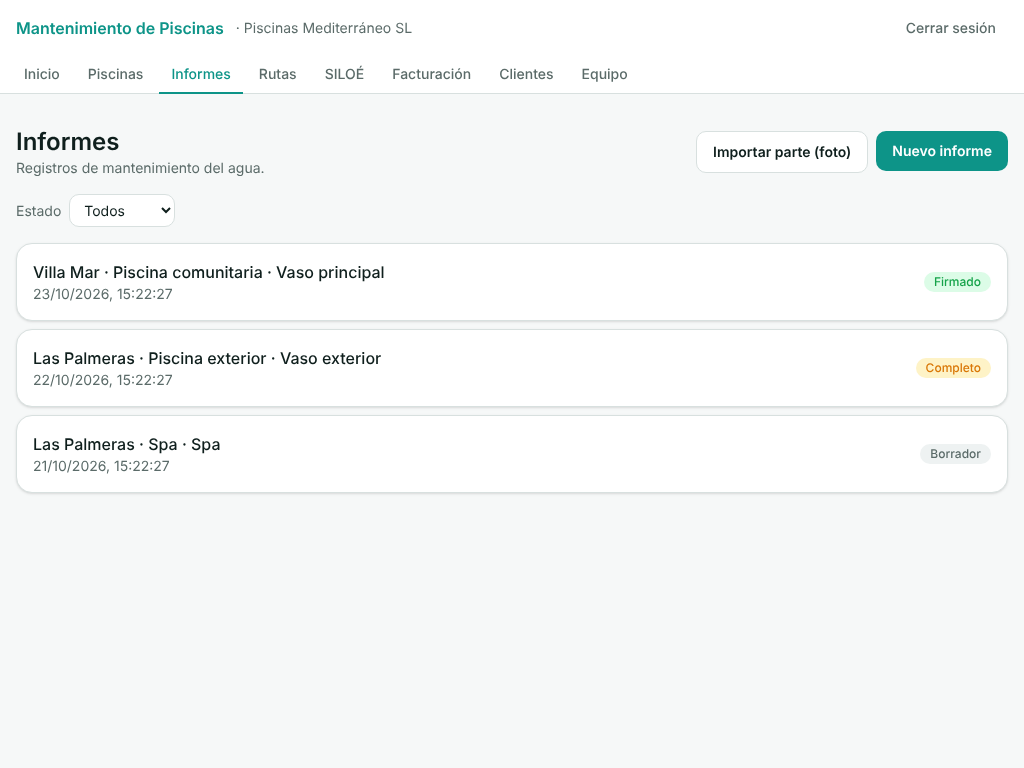 Mantenimiento de Piscinas · Piscinas Mediterráneo SL
Cerrar sesión
Inicio Piscinas Informes Rutas SILOÉ Facturación Clientes Equipo
Informes
Registros de mantenimiento del agua.
Importar parte (foto)
Nuevo informe
Estado Todos
Villa Mar · Piscina comunitaria · Vaso principal
23/10/2026, 15:22:27
Firmado
Las Palmeras · Piscina exterior · Vaso exterior
22/10/2026, 15:22:27
Completo
Las Palmeras · Spa · Spa
21/10/2026, 15:22:27
Borrador